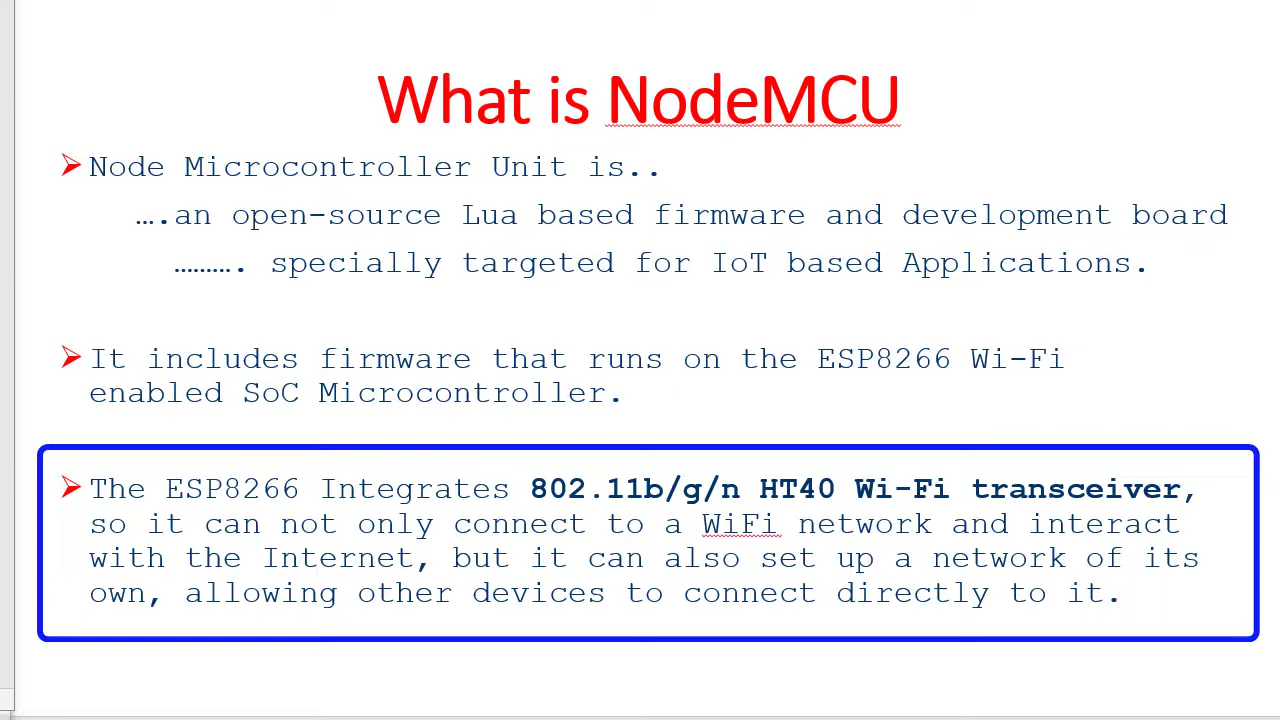 What is NodeMCU
Node Microcontroller Unit is..
….an open-source Lua based firmware and development board
………. specially targeted for IoT based Applications.
It includes firmware that runs on the ESP8266 Wi-Fi
enabled SoC Microcontroller.
The ESP8266 Integrates 802.11b/g/n HT40 Wi-Fi transceiver,
so it can not only connect to a WiFi network and interact
with the Internet, but it can also set up a network of its
own, allowing other devices to connect directly to it.